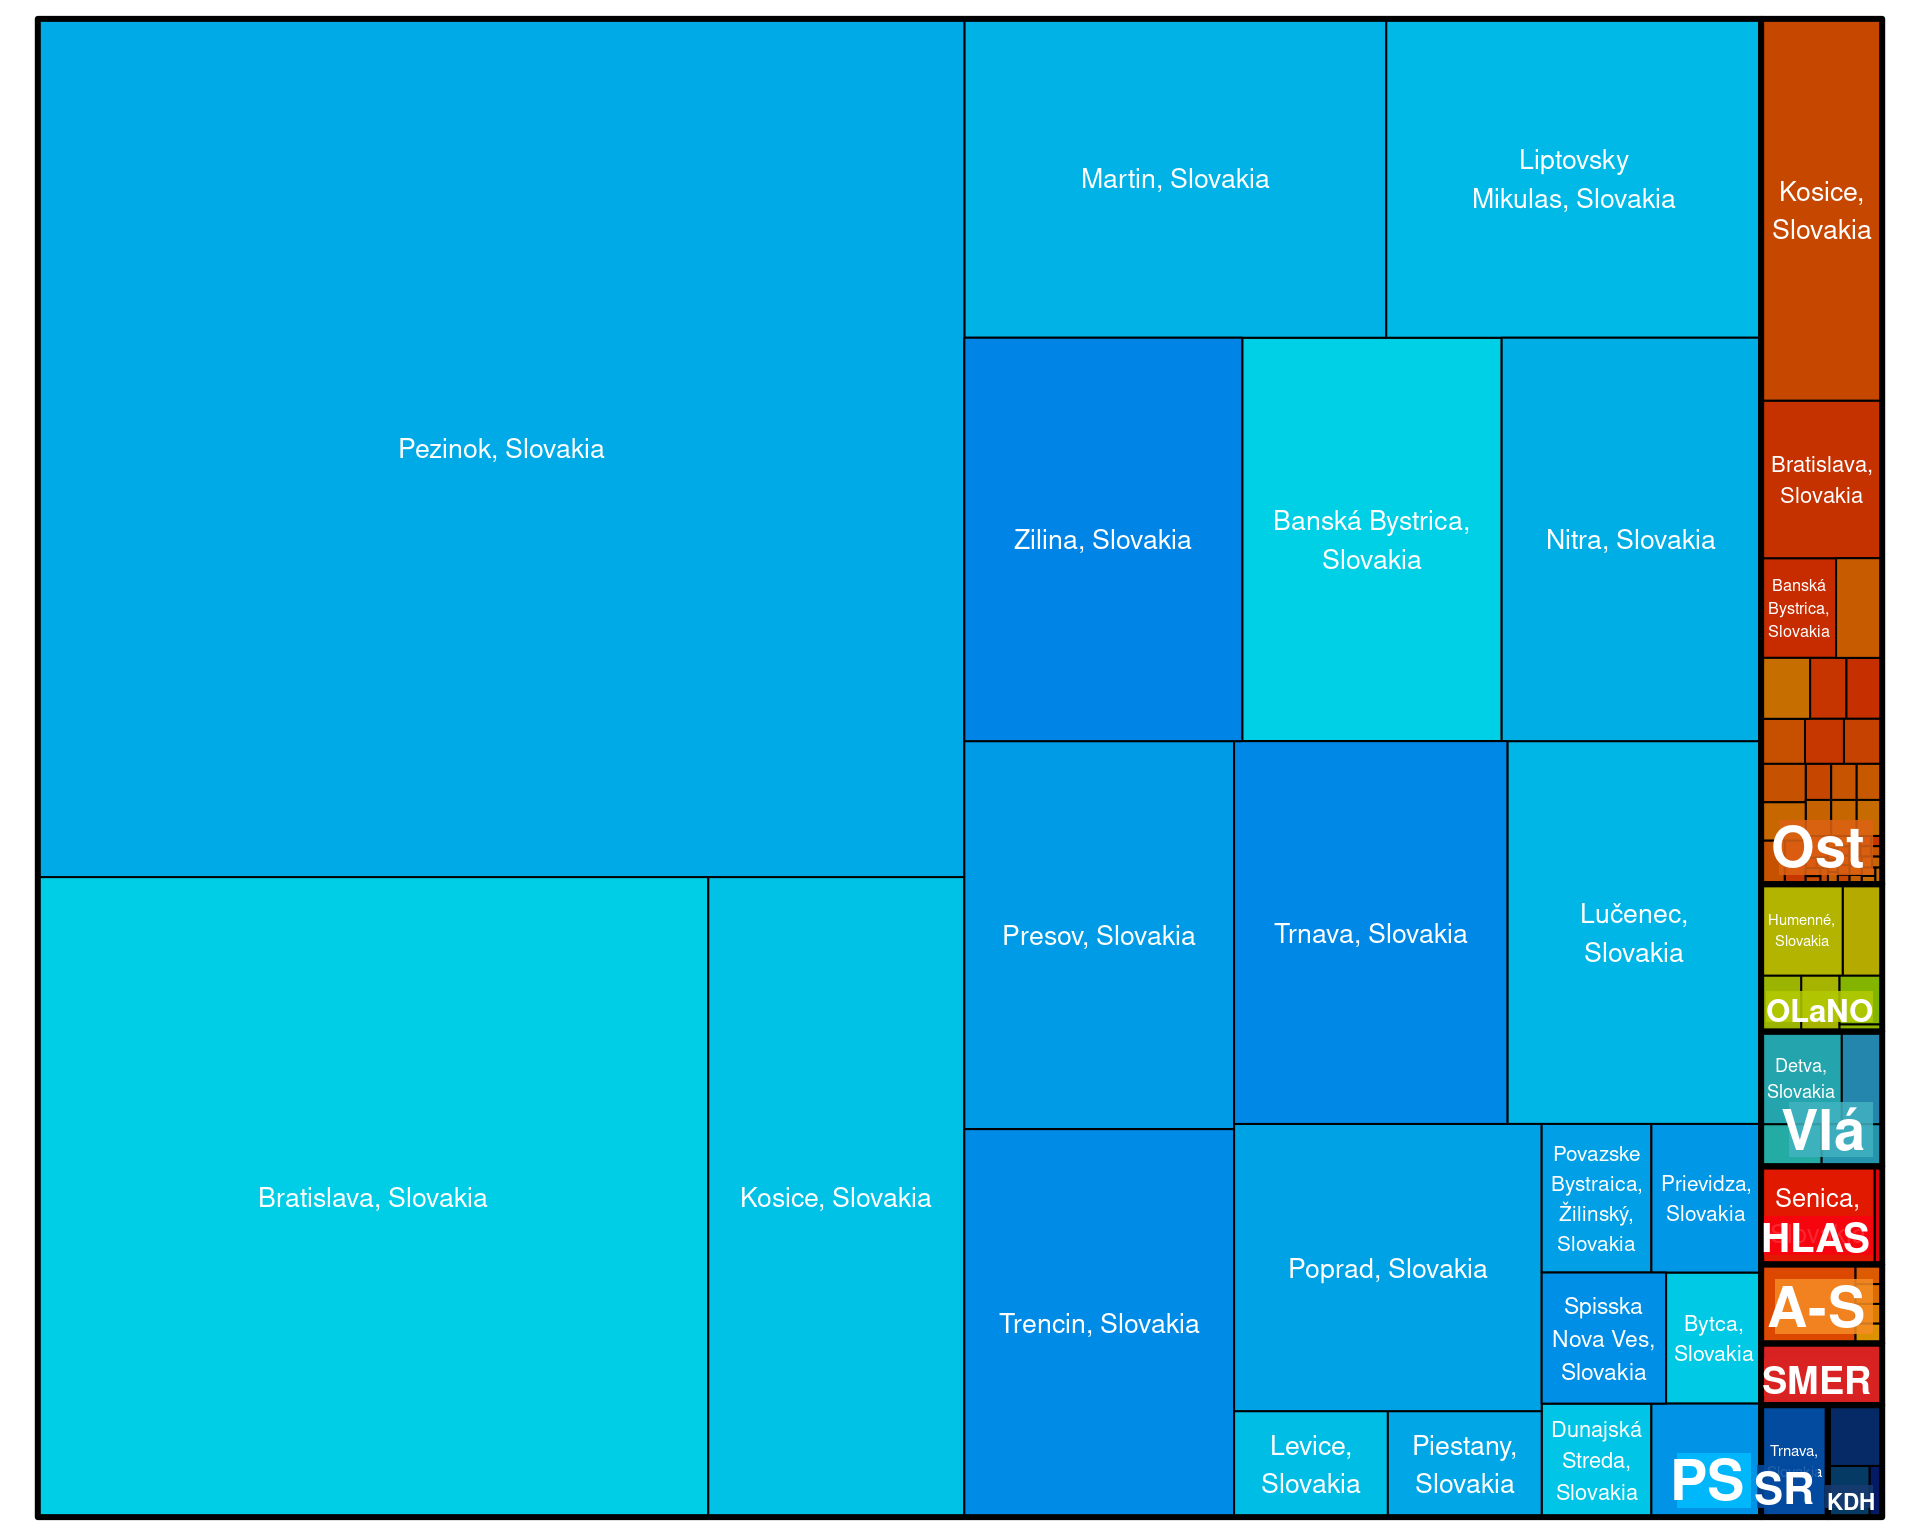 Pezinok, Slovakia
Martin, Slovakia
Liptovsky
Mikulas, Slovakia
Kosice,
Slovakia
Bratislava,
Slovakia
Zilina, Slovakia
Banská Bystrica,
Slovakia
Nitra, Slovakia
Banská
Bystrica,
Slovakia
Ost
Presov, Slovakia
Trnava, Slovakia
Lučenec,
Slovakia
Humenné,
Slovakia
OLaNO
Detva,
Slovakia
Vlá
Bratislava, Slovakia
Kosice, Slovakia
Trencin, Slovakia
Poprad, Slovakia
Povazske
Bystraica,
Žilinský,
Slovakia
Prievidza,
Slovakia
Senica,
Slovakia
HLAS
Spisska
Nova Ves,
Slovakia
Bytca,
Slovakia
A-S
SMER
Levice,
Slovakia
Piestany,
Slovakia
Dunajská
Streda,
Slovakia
PS
Trnava,
Slovakia
SR
KDH